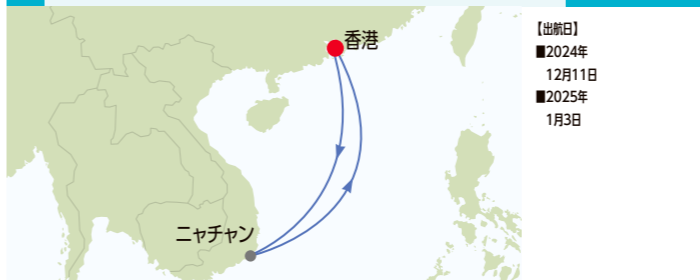 香港
ニャチャン
【出航日】
■2024年
12月11日
■2025年
1月3日